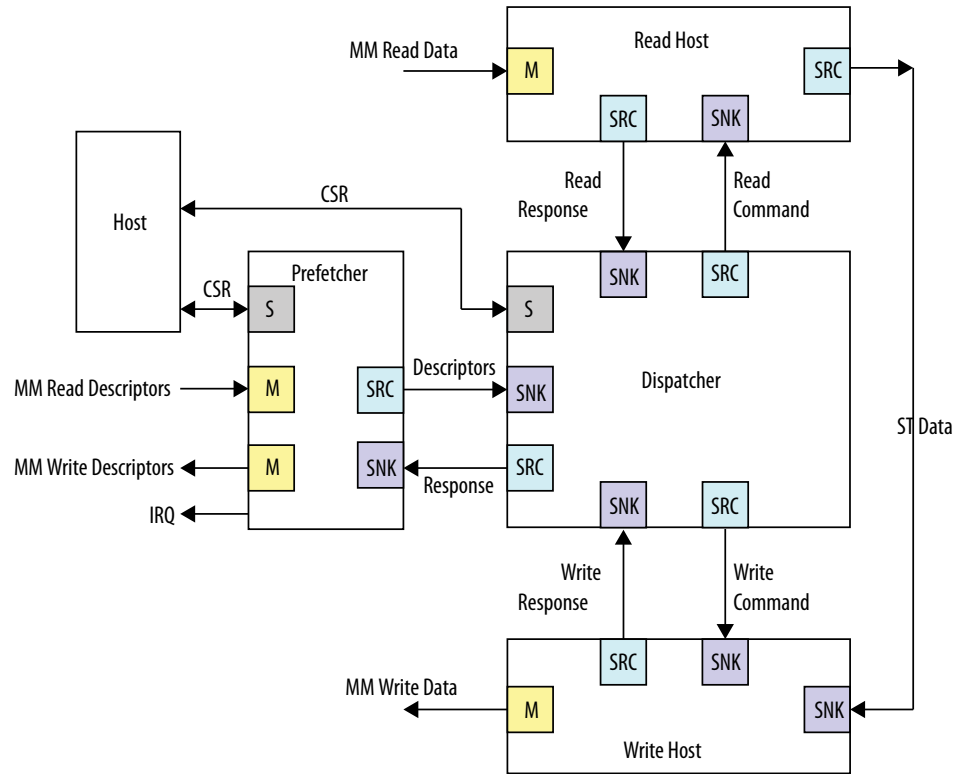 MM Read Data
Read Host
M
SRC
SRC
SNK
Read
Response
Read
Command
CSR
Host
Prefetcher
SNK
SRC
CSR
S
S
Descriptors
Dispatcher
MM Read Descriptors
M
SRC
SNK
ST Data
MM Write Descriptors
M
SNK
Response
SRC
IRQ
SNK
SRC
Write
Response
Write
Command
SRC
SNK
MM Write Data
M
SNK
Write Host